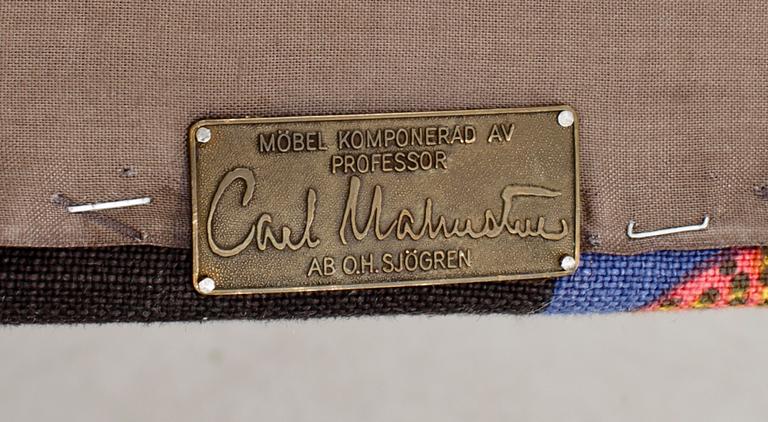 MÖBEL KOMPONERAD AV
PROFESSOR
Carl Malmsten
AB O.H. SJÖGREN